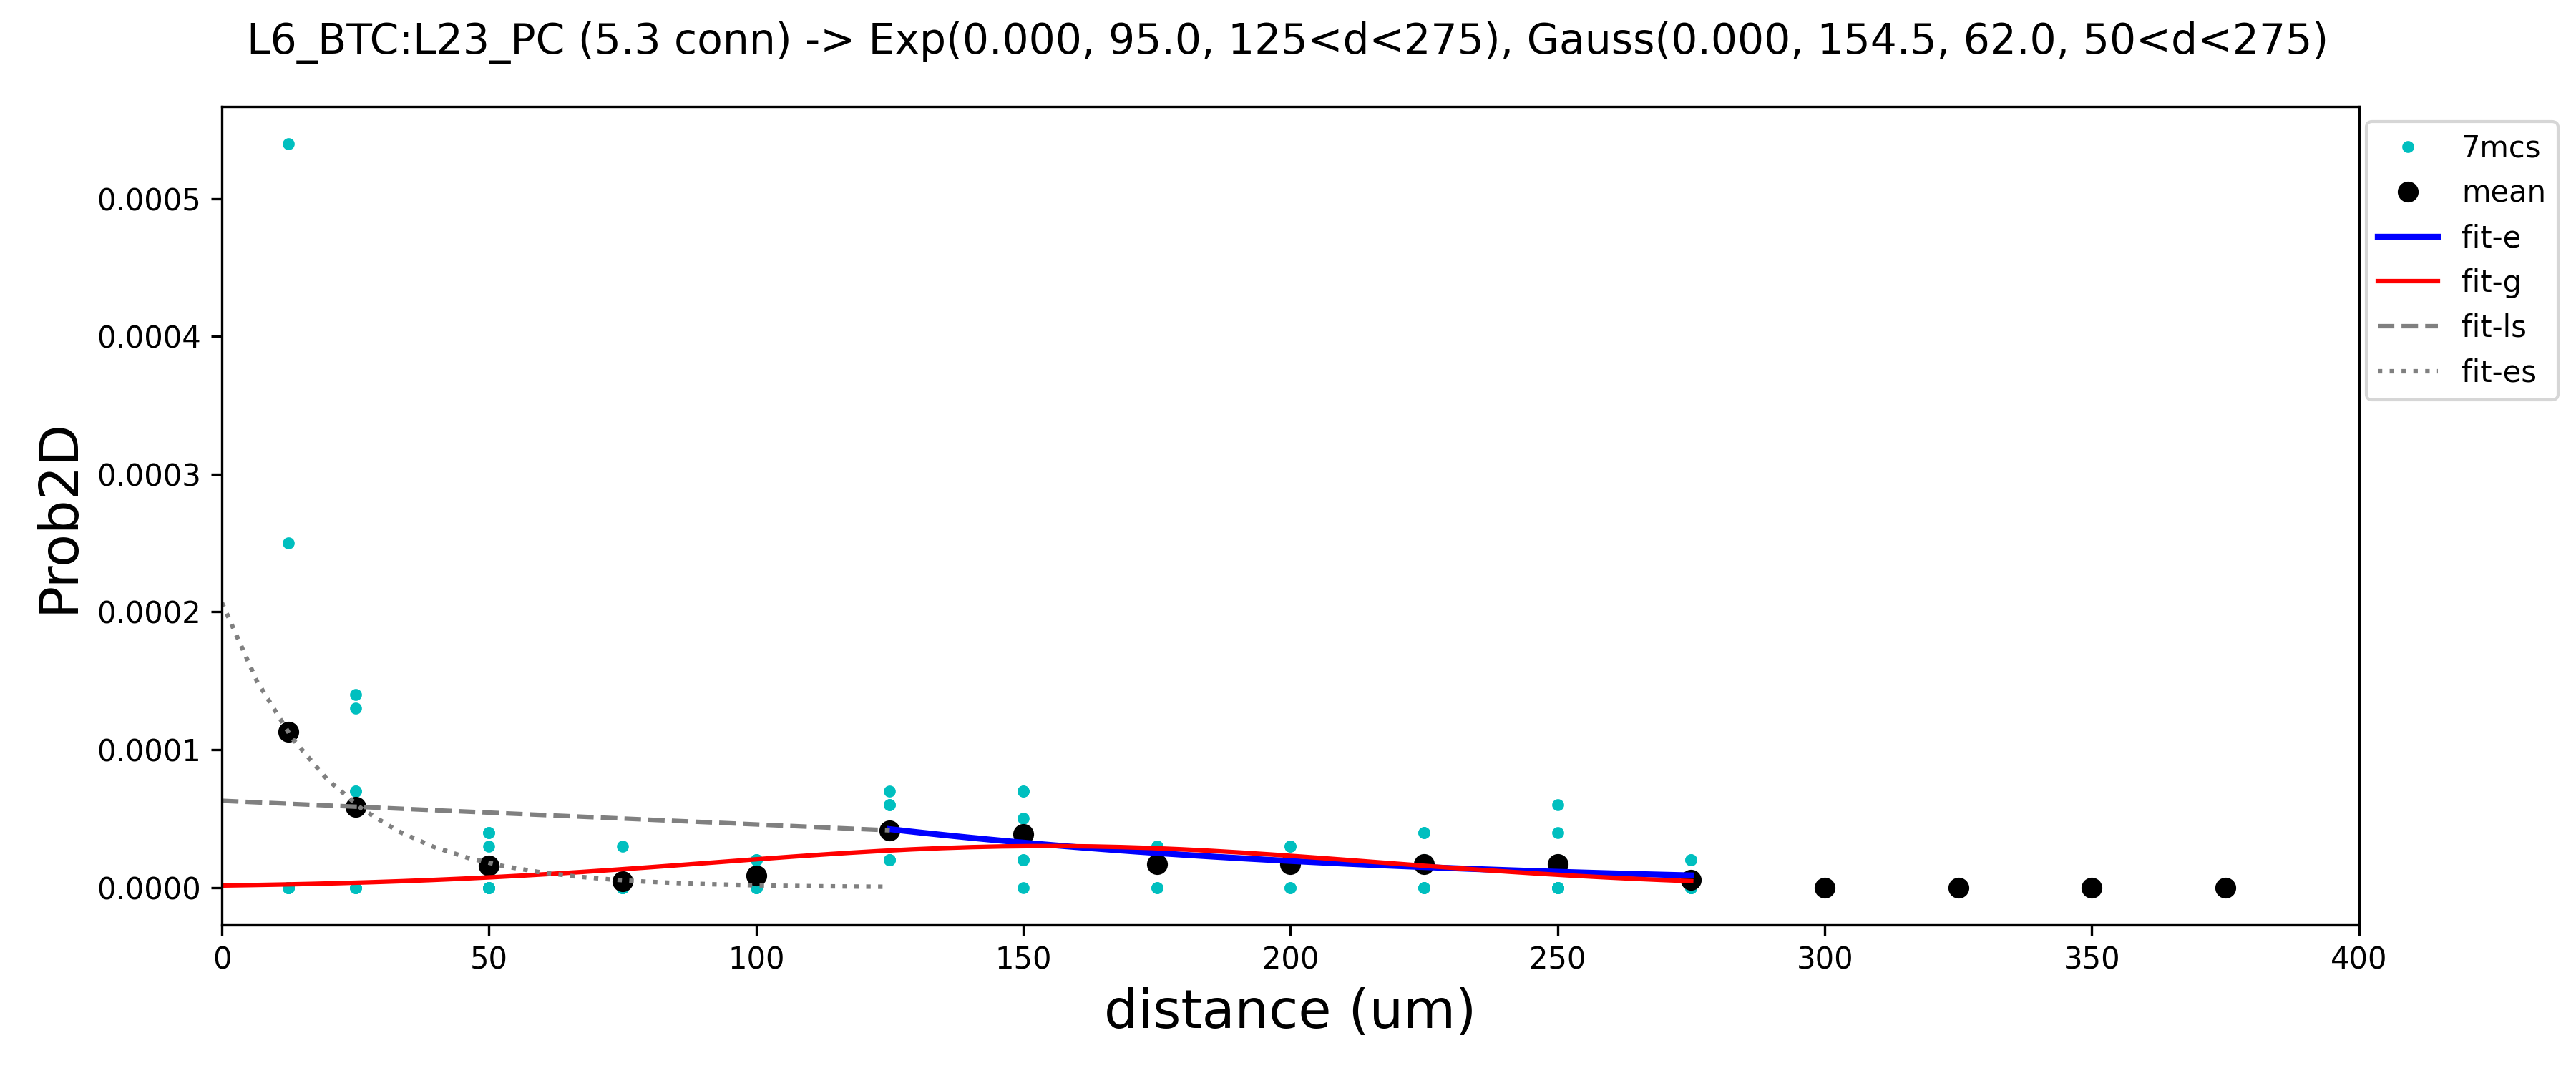 L6_BTC:L23_PC (5.3 conn) -> Exp(0.000, 95.0, 125<d<275), Gauss(0.000, 154.5, 62.0, 50<d<275)
7mcs
mean
fit-e
fit-g
fit-ls
fit-es
Prob2D
0.0005
0.0004
0.0003
0.0002
0.0001
0.0000
0 50 100 150 200 250 300 350 400
distance (um)